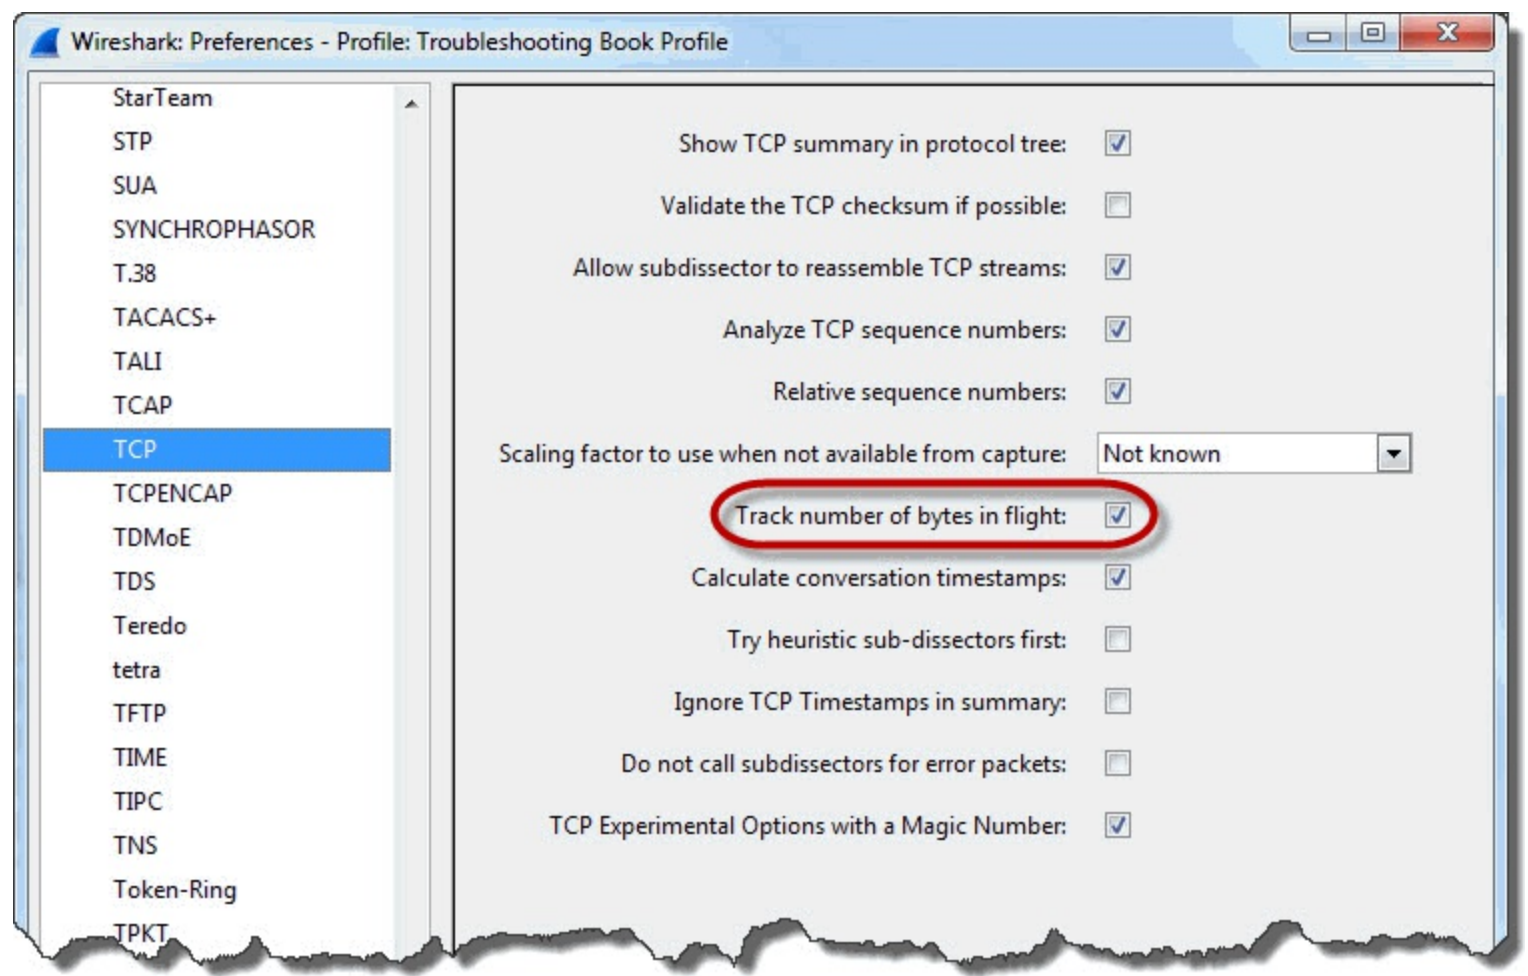 Wireshark: Preferences - Profile: Troubleshooting Book Profile
StarTeam
STP
SUA
SYNCHROPHASOR
T.38
TACACS+
TALI
TCAP
TCP
TCPENCAP
TDMoE
TDS
Teredo
tetra
TFTP
TIME
TIPC
TNS
Token-Ring
TPKT
Show TCP summary in protocol tree:
Validate the TCP checksum if possible:
Allow subdissector to reassemble TCP streams:
Analyze TCP sequence numbers:
Relative sequence numbers:
Scaling factor to use when not available from capture: Not known
Track number of bytes in flight:
Calculate conversation timestamps:
Try heuristic sub-dissectors first:
Ignore TCP Timestamps in summary:
Do not call subdissectors for error packets:
TCP Experimental Options with a Magic Number: